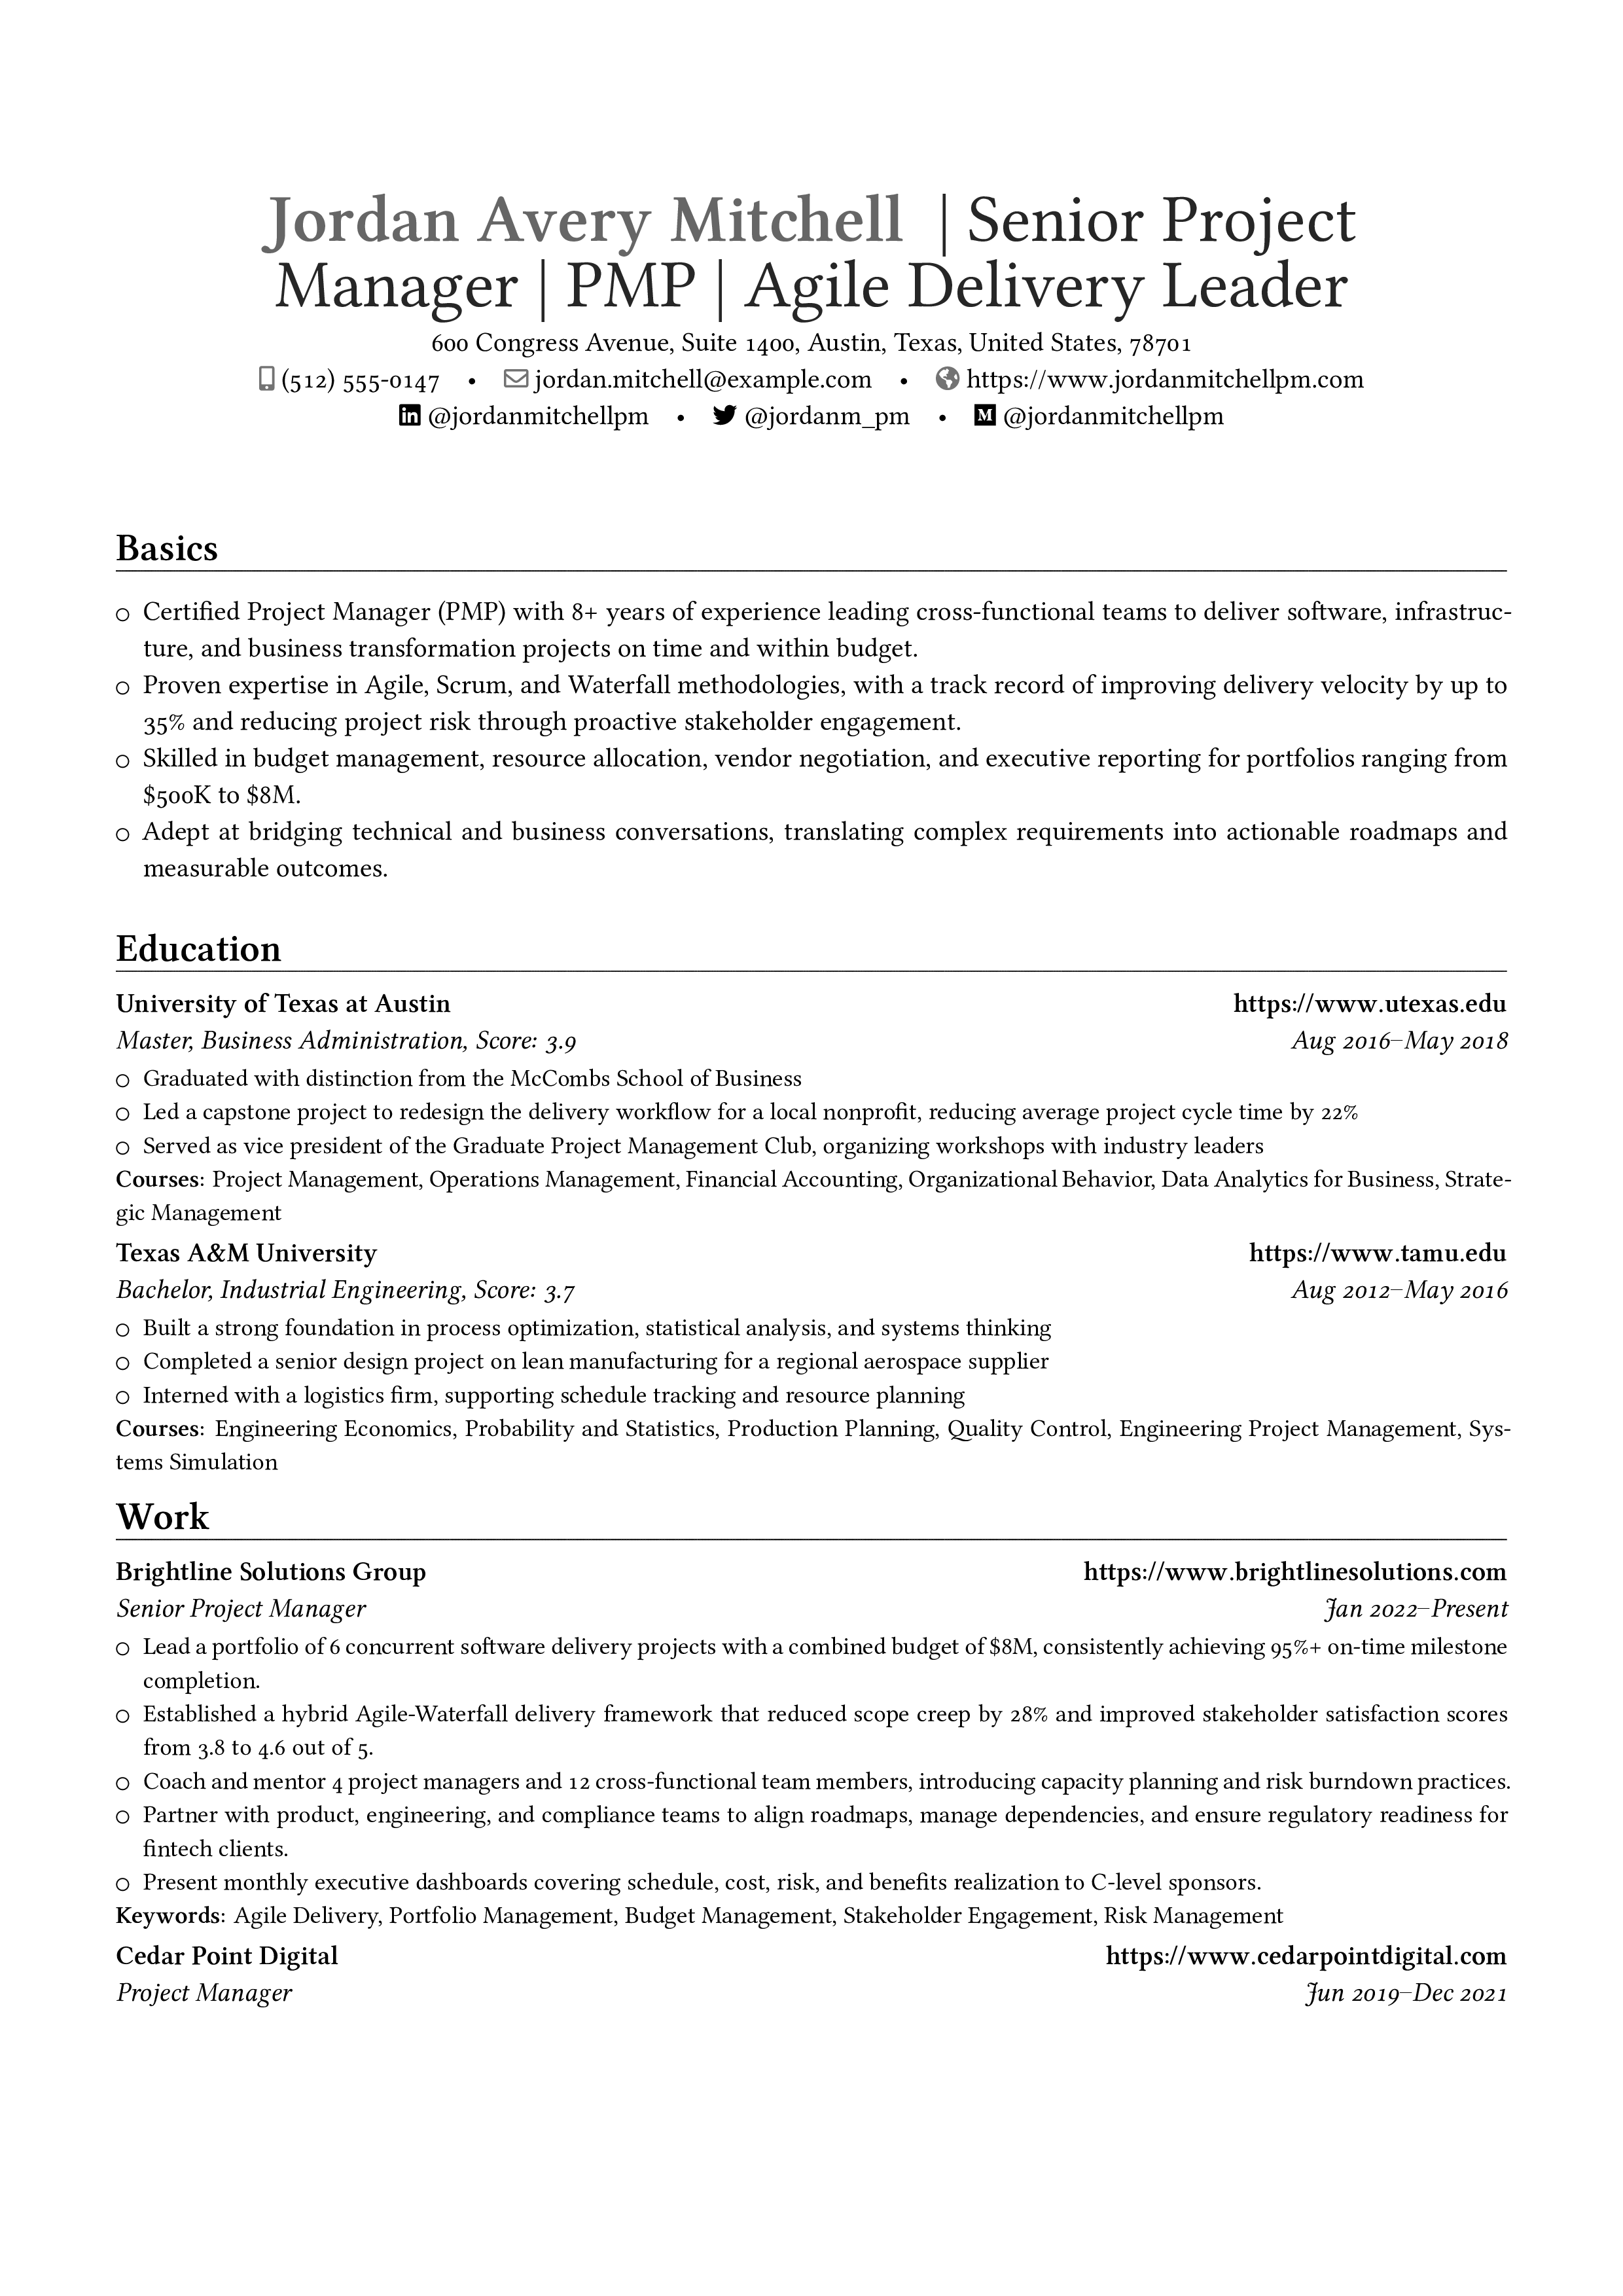 Jordan Avery Mitchell | Senior Project
Manager | PMP | Agile Delivery Leader
600 Congress Avenue, Suite 1400, Austin, Texas, United States, 78701
(512) 555-0147 • jordan.mitchell@example.com • https://www.jordanmitchellpm.com
@jordanmitchellpm • @jordanm_pm • @jordanmitchellpm
Basics
○ Certified Project Manager (PMP) with 8+ years of experience leading cross-functional teams to deliver software, infrastruc-
ture, and business transformation projects on time and within budget.
○ Proven expertise in Agile, Scrum, and Waterfall methodologies, with a track record of improving delivery velocity by up to
35% and reducing project risk through proactive stakeholder engagement.
○ Skilled in budget management, resource allocation, vendor negotiation, and executive reporting for portfolios ranging from
$500K to $8M.
○ Adept at bridging technical and business conversations, translating complex requirements into actionable roadmaps and
measurable outcomes.
Education
University of Texas at Austin https://www.utexas.edu
Master, Business Administration, Score: 3.9 Aug 2016–May 2018
○ Graduated with distinction from the McCombs School of Business
○ Led a capstone project to redesign the delivery workflow for a local nonprofit, reducing average project cycle time by 22%
○ Served as vice president of the Graduate Project Management Club, organizing workshops with industry leaders
Courses: Project Management, Operations Management, Financial Accounting, Organizational Behavior, Data Analytics for Business, Strate-
gic Management
Texas A&M University https://www.tamu.edu
Bachelor, Industrial Engineering, Score: 3.7 Aug 2012–May 2016
○ Built a strong foundation in process optimization, statistical analysis, and systems thinking
○ Completed a senior design project on lean manufacturing for a regional aerospace supplier
○ Interned with a logistics firm, supporting schedule tracking and resource planning
Courses: Engineering Economics, Probability and Statistics, Production Planning, Quality Control, Engineering Project Management, Sys-
tems Simulation
Work
Brightline Solutions Group https://www.brightlinesolutions.com
Senior Project Manager Jan 2022–Present
○ Lead a portfolio of 6 concurrent software delivery projects with a combined budget of $8M, consistently achieving 95%+ on-time milestone
completion.
○ Established a hybrid Agile-Waterfall delivery framework that reduced scope creep by 28% and improved stakeholder satisfaction scores
from 3.8 to 4.6 out of 5.
○ Coach and mentor 4 project managers and 12 cross-functional team members, introducing capacity planning and risk burndown practices.
○ Partner with product, engineering, and compliance teams to align roadmaps, manage dependencies, and ensure regulatory readiness for
fintech clients.
○ Present monthly executive dashboards covering schedule, cost, risk, and benefits realization to C-level sponsors.
Keywords: Agile Delivery, Portfolio Management, Budget Management, Stakeholder Engagement, Risk Management
Cedar Point Digital https://www.cedarpointdigital.com
Project Manager Jun 2019–Dec 2021